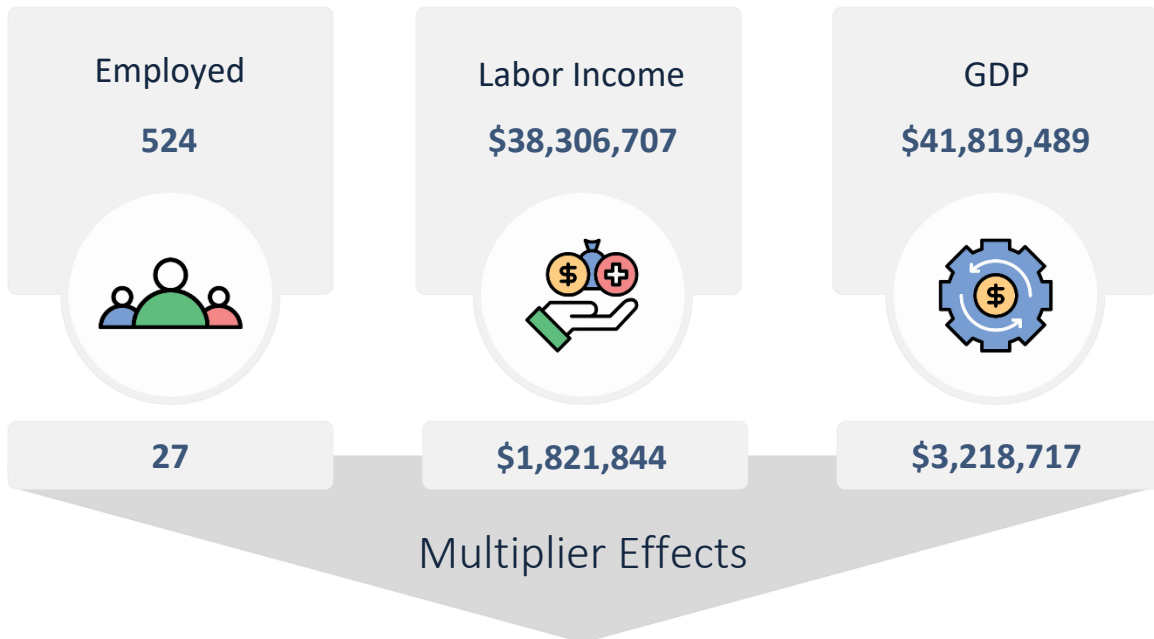 Employed
524
Labor Income
$38,306,707
GDP
$41,819,489
$
$
27
$1,821,844
$3,218,717
Multiplier Effects